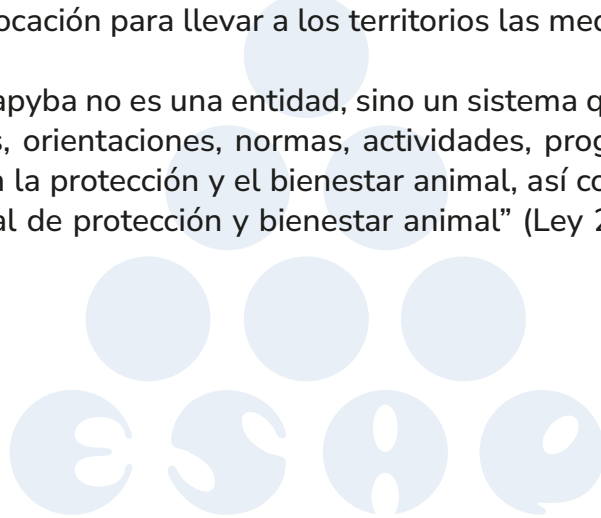 ocación para llevar a los territorios las med
apyba no es una entidad, sino un sistema q
s, orientaciones, normas, actividades, prog
n la protección y el bienestar animal, así co
al de protección y bienestar animal” (Ley 2
ESAP